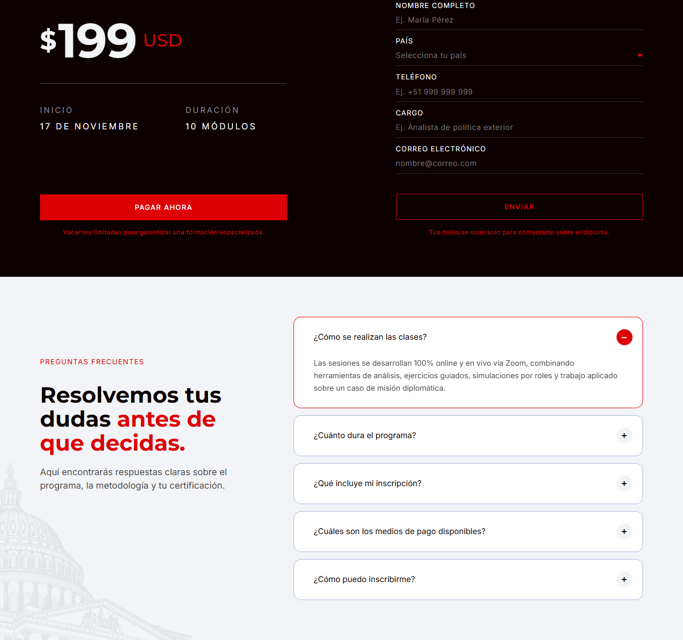 $199 USD
INICIO
17 DE NOVIEMBRE
DURACIÓN
10 MÓDULOS
PAGAR AHORA
Vacantes limitadas para garantizar una formación especializada.
NOMBRE COMPLETO
Ej. María Pérez
PAÍS
Selecciona tu país
TELÉFONO
Ej. +51 999 999 999
CARGO
Ej. Analista de política exterior
CORREO ELECTRÓNICO
nombre@correo.com
ENVIAR
Tus datos se usan solo para contactarte sobre el diploma.
PREGUNTAS FRECUENTES
Resolvemos tus
dudas antes de
que decidas.
Aquí encontrarás respuestas claras sobre el
programa, la metodología y tu certificación.
¿Cómo se realizan las clases?
Las sesiones se desarrollan 100% online y en vivo vía Zoom, combinando
herramientas de análisis, ejercicios guiados, simulaciones por roles y trabajo aplicado
sobre un caso de misión diplomática.
¿Cuánto dura el programa?
¿Qué incluye mi inscripción?
¿Cuáles son los medios de pago disponibles?
¿Cómo puedo inscribirme?